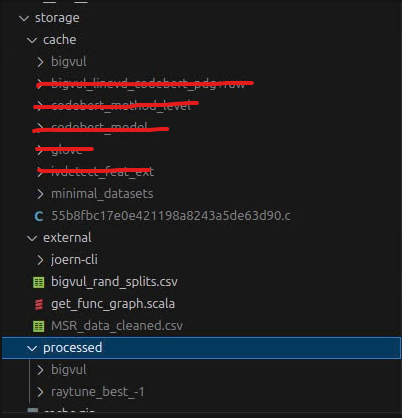 storage
cache
bigvul
bigvul_linevd_codebert_pdg+raw
codebert_method_level
codebert_model
glove
ivdetect_feat_ext
minimal_datasets
C 55b8fbc17e0e421198a8243a5de63d90.c
external
joern-cli
bigvul_rand_splits.csv
get_func_graph.scala
MSR_data_cleaned.csv
processed
bigvul
raytune_best_-1